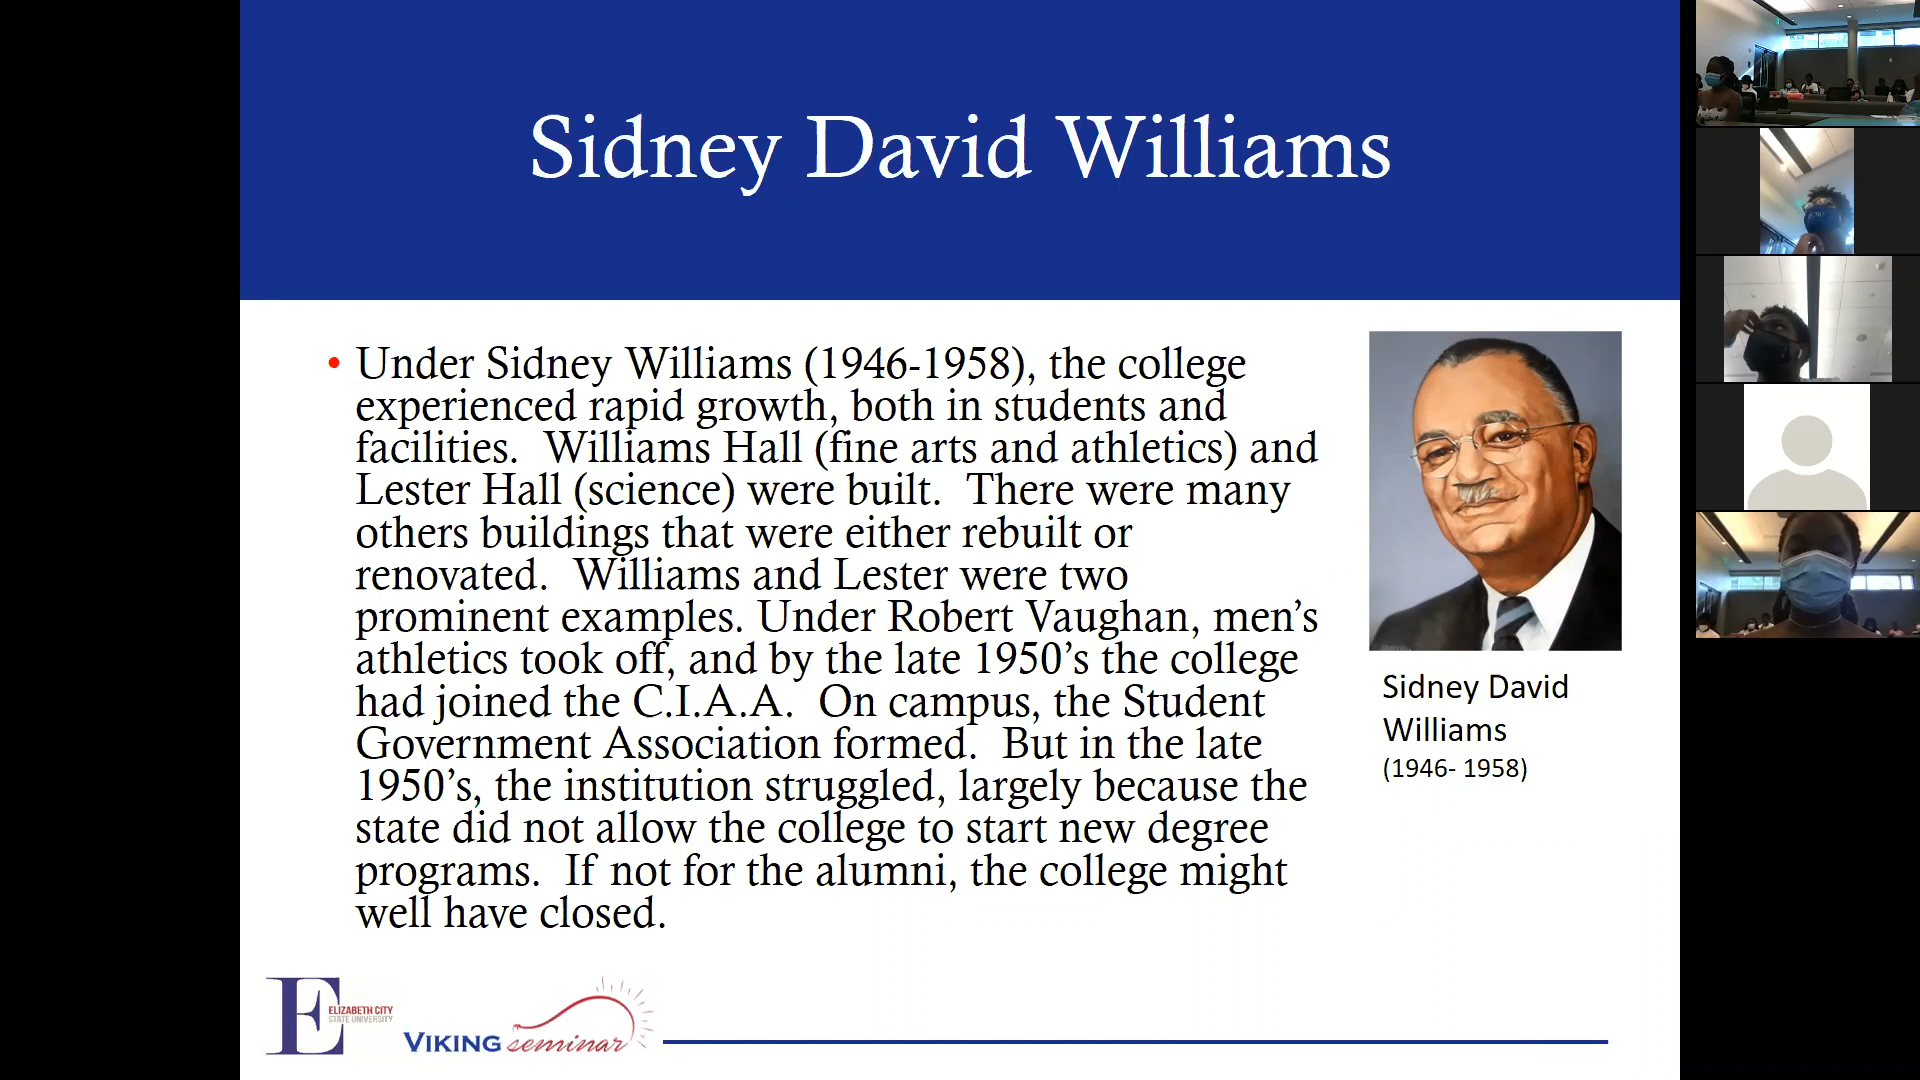 Sidney David Williams
• Under Sidney Williams (1946-1958), the college
experienced rapid growth, both in students and
facilities.  Williams Hall (fine arts and athletics) and
Lester Hall (science) were built.  There were many
others buildings that were either rebuilt or
renovated.  Williams and Lester were two
prominent examples. Under Robert Vaughan, men’s
athletics took off, and by the late 1950’s the college
had joined the C.I.A.A.  On campus, the Student
Government Association formed.  But in the late
1950’s, the institution struggled, largely because the
state did not allow the college to start new degree
programs.  If not for the alumni, the college might
well have closed.
Sidney David
Williams
(1946- 1958)
E
ELIZABETH CITY
STATE UNIVERSITY
VIKING seminar